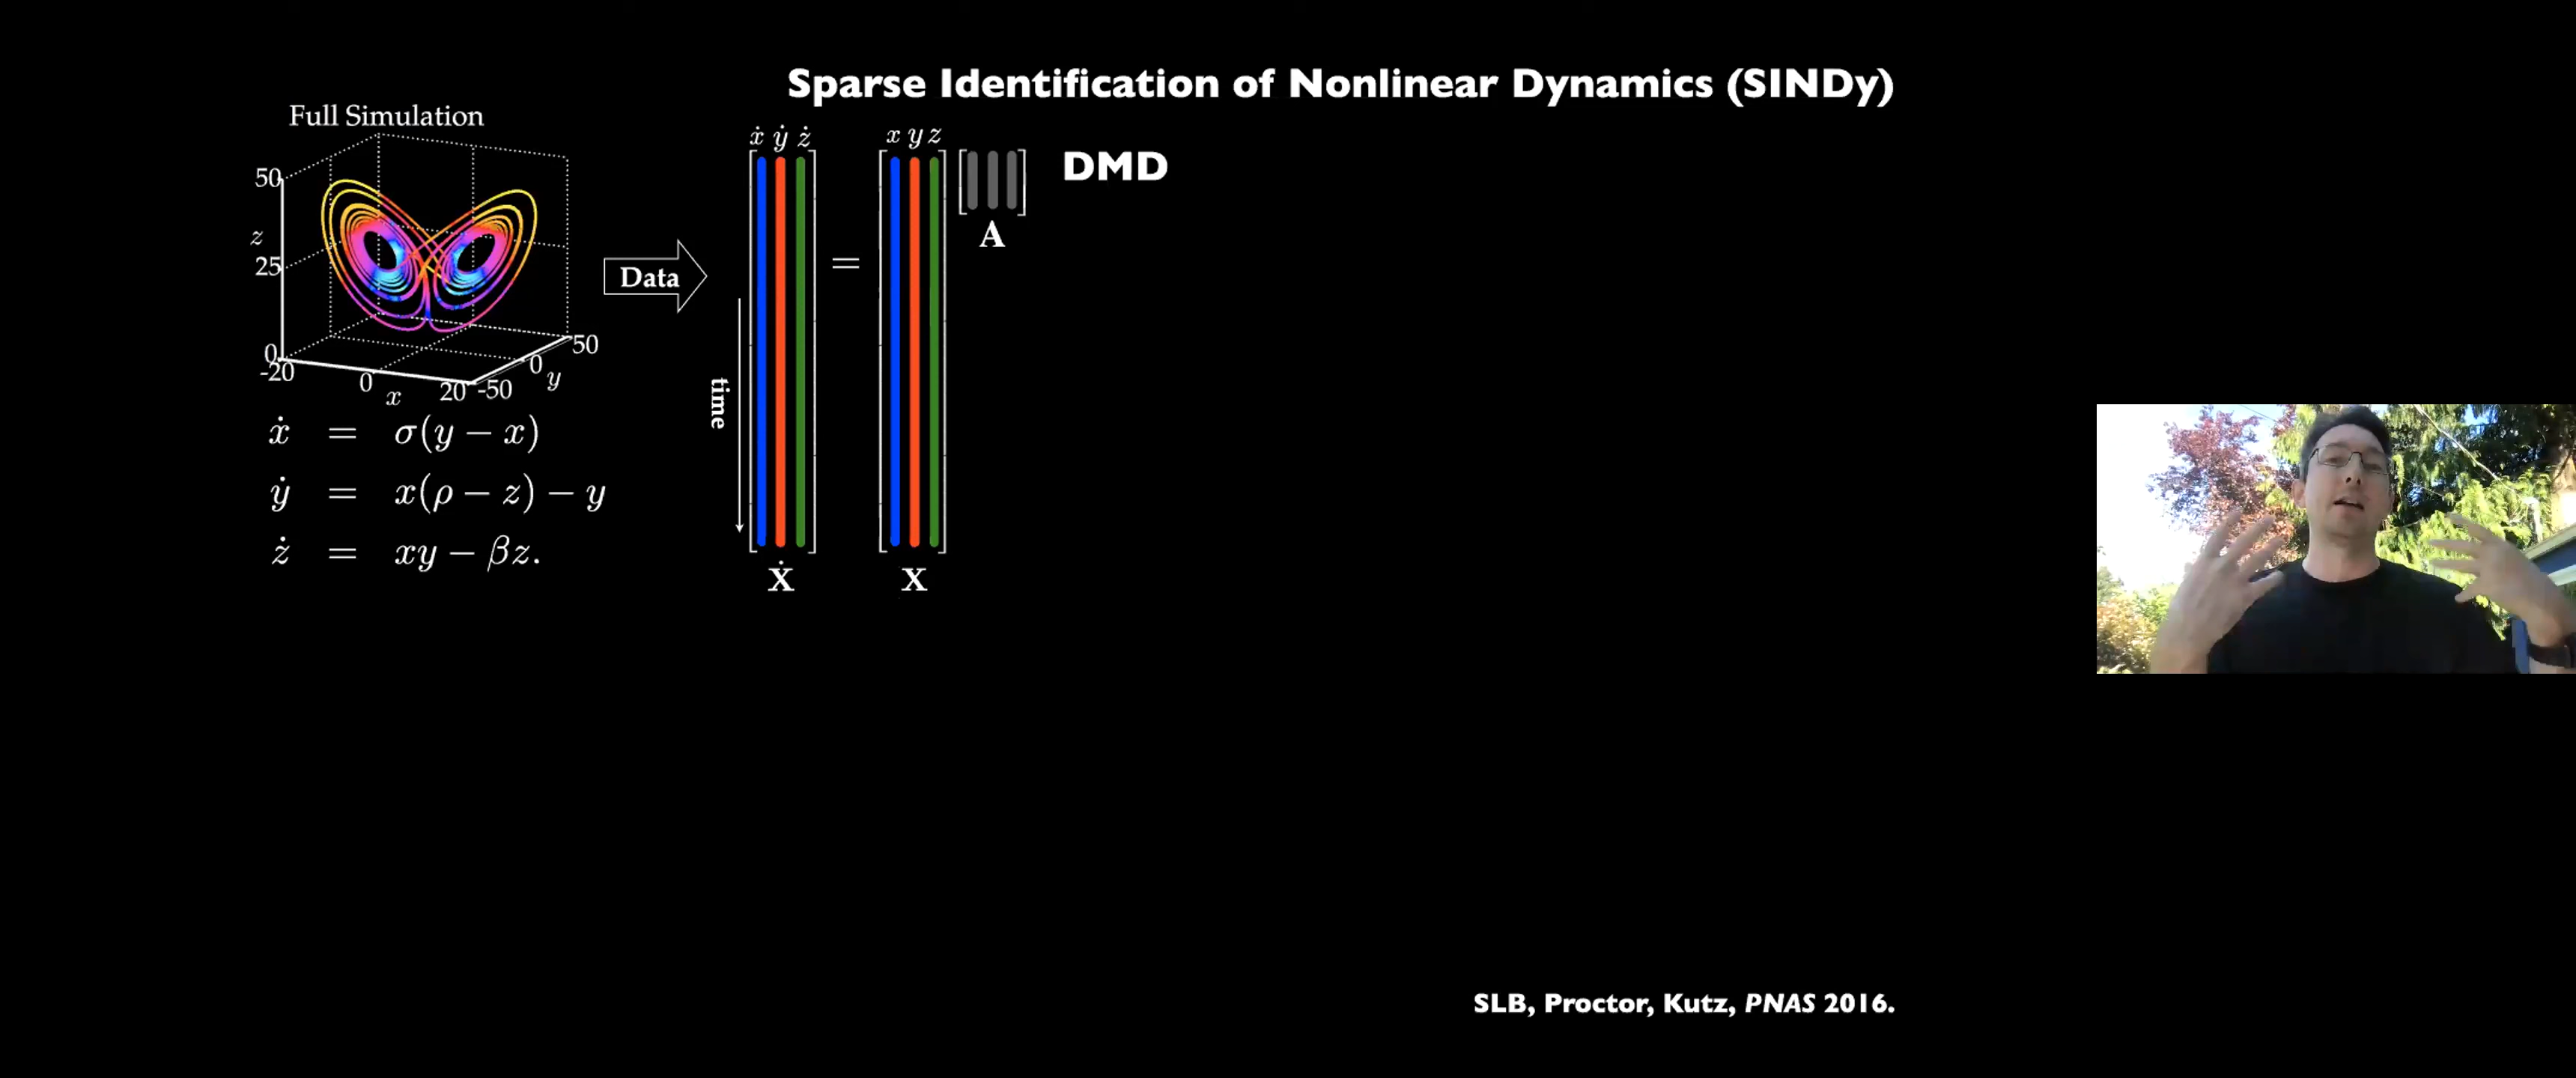 Sparse Identification of Nonlinear Dynamics (SINDy)
Full Simulation
50
25
0
z
-20
0
20
x
-50
0
50
y
ẋ = σ(y − x)
ẏ = x(ρ − z) − y
ż = xy − βz.
Data
time
ẋ ẏ ż
Ẋ
=
x y z
X
A
DMD
SLB, Proctor, Kutz, PNAS 2016.